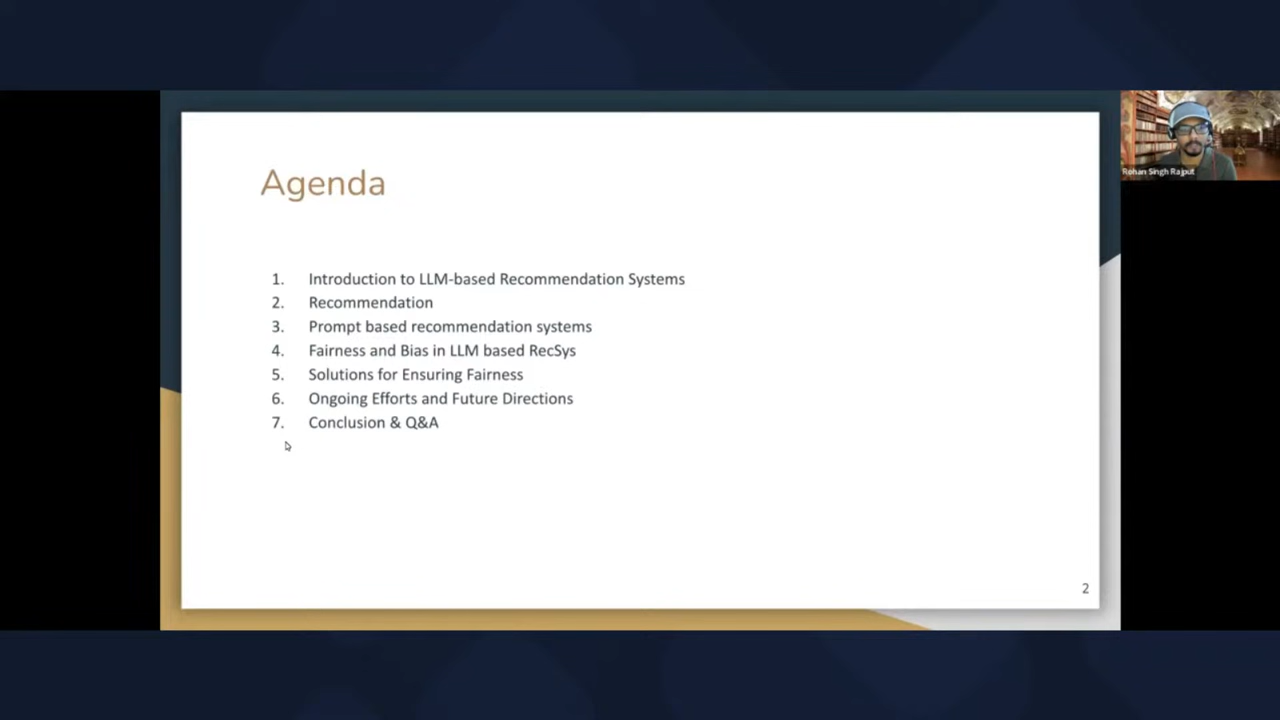 Agenda
1. Introduction to LLM-based Recommendation Systems
2. Recommendation
3. Prompt based recommendation systems
4. Fairness and Bias in LLM based RecSys
5. Solutions for Ensuring Fairness
6. Ongoing Efforts and Future Directions
7. Conclusion & Q&A
2
Rohan Singh Rajput